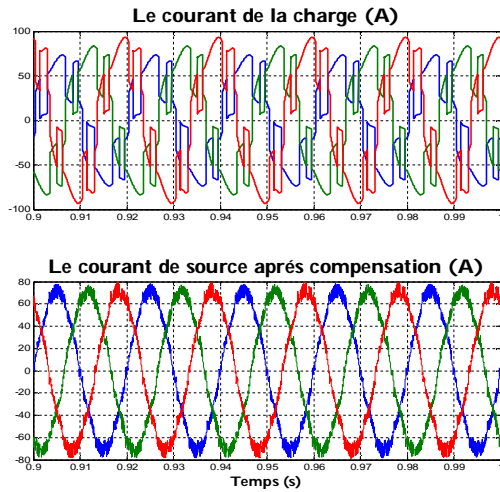 Le courant de la charge (A)
100
50
0
-50
-100
0.9 0.91 0.92 0.93 0.94 0.95 0.96 0.97 0.98 0.99
Le courant de source aprés compensation (A)
80
60
40
20
0
-20
-40
-60
-80
0.9 0.91 0.92 0.93 0.94 0.95 0.96 0.97 0.98 0.99
Temps (s)